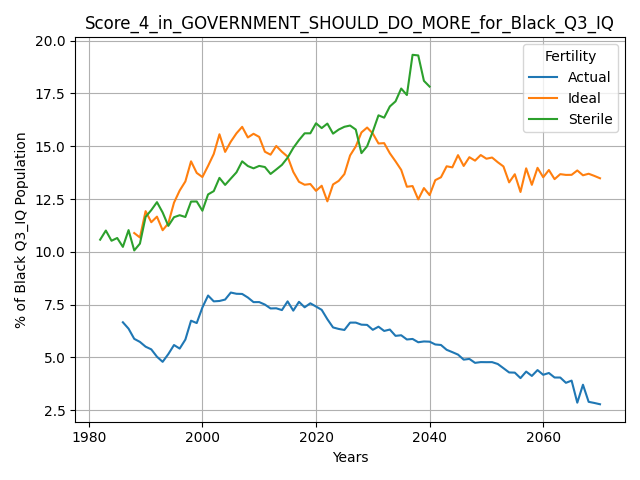 Score_4_in_GOVERNMENT_SHOULD_DO_MORE_for_Black_Q3_IQ
Fertility
Actual
Ideal
Sterile
% of Black Q3_IQ Population
20.0
17.5
15.0
12.5
10.0
7.5
5.0
2.5
1980
2000
2020
2040
2060
Years